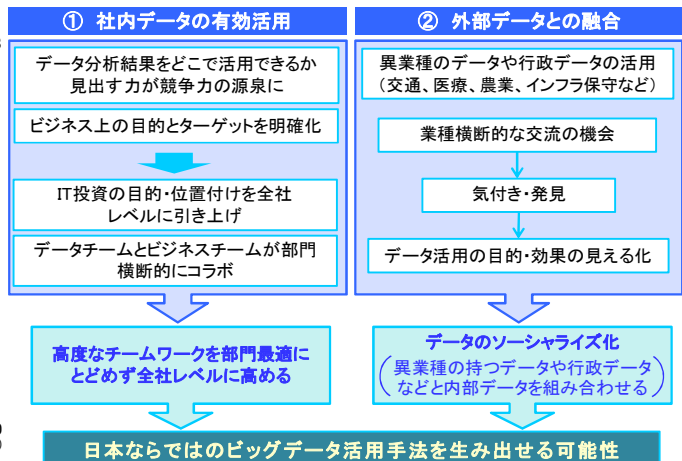 ① 社内データの有効活用
データ分析結果をどこで活用できるか
見出す力が競争力の源泉に
ビジネス上の目的とターゲットを明確化
IT投資の目的・位置付けを全社
レベルに引き上げ
データチームとビジネスチームが部門
横断的にコラボ
高度なチームワークを部門最適に
とどめず全社レベルに高める
② 外部データとの融合
異業種のデータや行政データの活用
（交通、医療、農業、インフラ保守など）
業種横断的な交流の機会
気付き・発見
データ活用の目的・効果の見える化
データのソーシャライズ化
（異業種の持つデータや行政データ
などと内部データを組み合わせる）
日本ならではのビッグデータ活用手法を生み出せる可能性